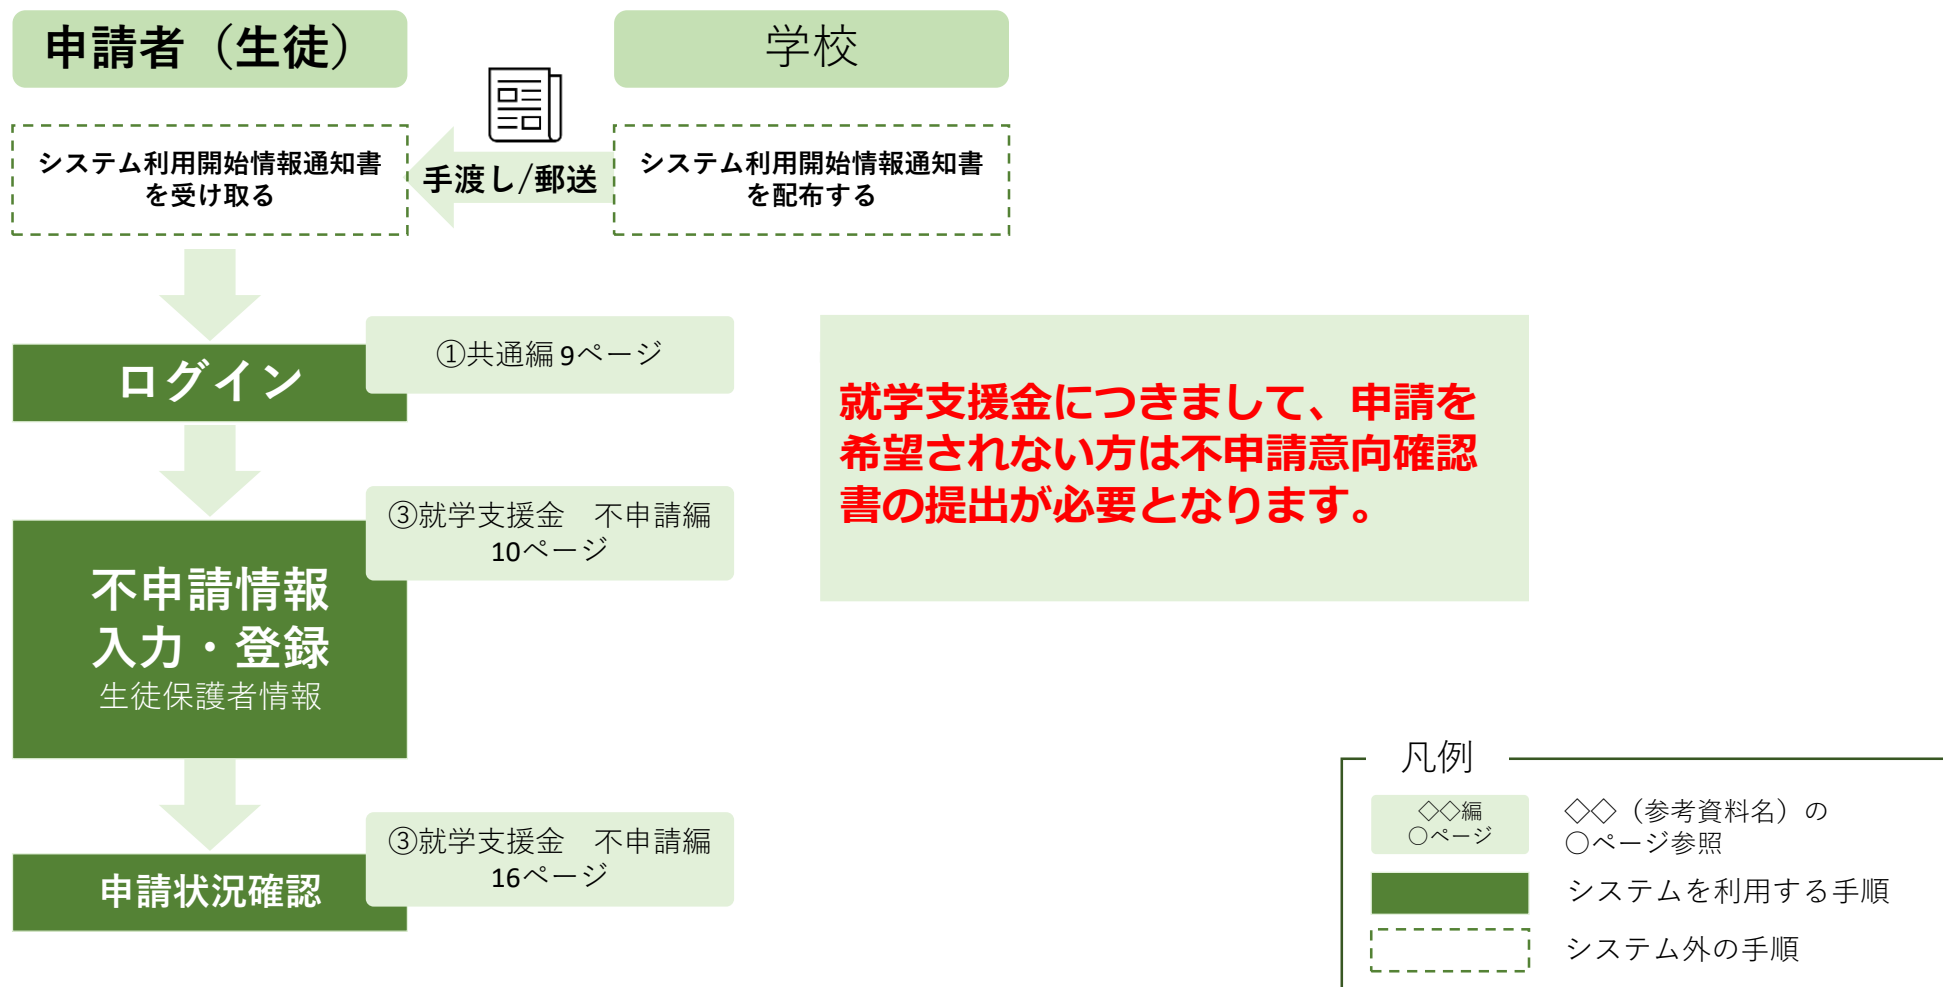 申請者（生徒）
学校
システム利用開始情報通知書
を受け取る
手渡し/郵送
システム利用開始情報通知書
を配布する
ログイン
①共通編 9ページ
就学支援金につきまして、申請を
希望されない方は不申請意向確認
書の提出が必要となります。
不申請情報
入力・登録
生徒保護者情報
③就学支援金　不申請編
10ページ
申請状況確認
③就学支援金　不申請編
16ページ
凡例
◇◇編
○ページ
◇◇（参考資料名）の
○ページ参照
システムを利用する手順
システム外の手順